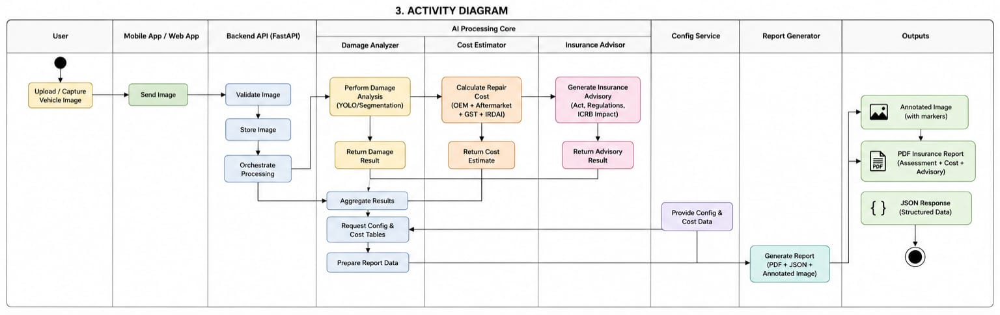 3. ACTIVITY DIAGRAM
User
Mobile App / Web App
Backend API (FastAPI)
AI Processing Core
Damage Analyzer
Cost Estimator
Insurance Advisor
Config Service
Report Generator
Outputs
Upload / Capture
Vehicle Image
Send Image
Validate Image
Store Image
Orchestrate
Processing
Perform Damage
Analysis
(YOLO/Segmentation)
Return Damage
Result
Calculate Repair
Cost
(OEM + Aftermarket
+ GST + IRDAI)
Return Cost
Estimate
Generate Insurance
Advisory
(Act, Regulations,
ICRB Impact)
Return Advisory
Result
Aggregate Results
Request Config &
Cost Tables
Prepare Report Data
Provide Config &
Cost Data
Generate Report
(PDF + JSON +
Annotated Image)
Annotated Image
(with markers)
PDF
PDF Insurance Report
(Assessment + Cost +
Advisory)
{ }
JSON Response
(Structured Data)